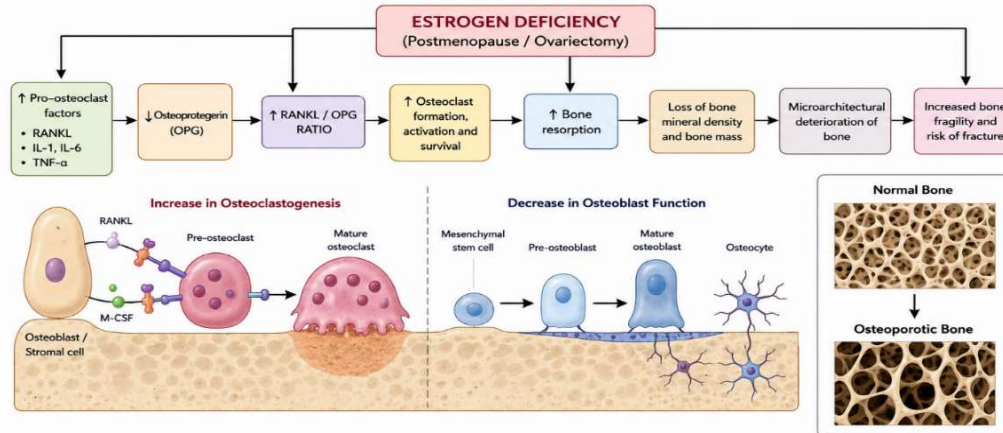 ESTROGEN DEFICIENCY
(Postmenopause / Ovariectomy)
↑ Pro-osteoclast
factors
• RANKL
• IL-1, IL-6
• TNF-α
↓ Osteoprotegerin
(OPG)
↑ RANKL / OPG
RATIO
↑ Osteoclast
formation,
activation and
survival
↑ Bone
resorption
Loss of bone
mineral density
and bone mass
Microarchitectural
deterioration of
bone
Increased bone
fragility and
risk of fracture
Increase in Osteoclastogenesis
RANKL
Pre-osteoclast
Mature
osteoclast
M-CSF
Osteoblast /
Stromal cell
Decrease in Osteoblast Function
Mesenchymal
stem cell
Pre-osteoblast
Mature
osteoblast
Osteocyte
Normal Bone
Osteoporotic Bone